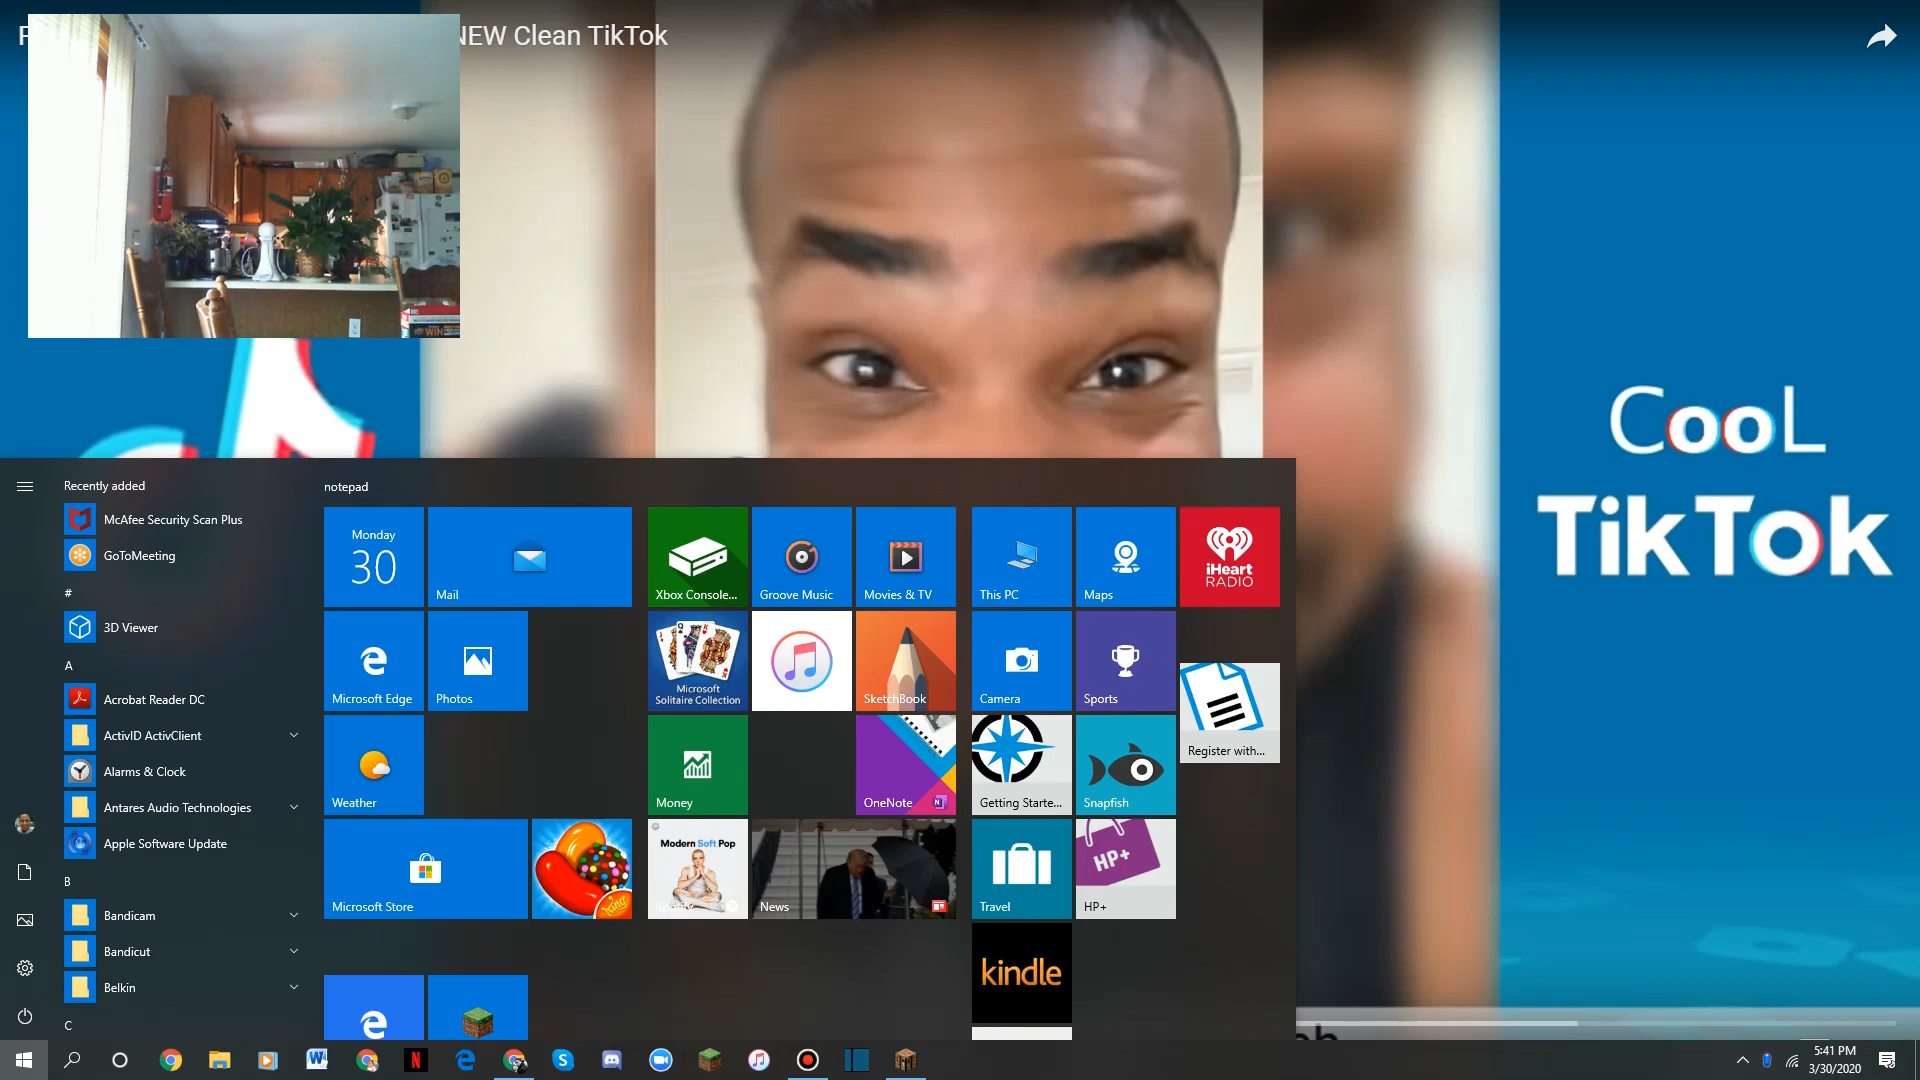 NEW Clean TikTok
CooL
TikTok
WIN
Recently added
McAfee Security Scan Plus
GoToMeeting
#
3D Viewer
A
Acrobat Reader DC
ActivID ActivClient
Alarms & Clock
Antares Audio Technologies
Apple Software Update
B
Bandicam
Bandicut
Belkin
C
notepad
Monday
30
Mail
Microsoft Edge
Photos
Weather
Microsoft Store
King
Xbox Console...
Groove Music
Movies & TV
J Q K
Microsoft
Solitaire Collection
SketchBook
Money
OneNote
N
Modern Soft Pop
Spotify
News
This PC
Maps
iHeart
RADIO
Camera
Sports
Register with...
Getting Starte...
Snapfish
Travel
HP+
HP+
kindle
5:41 PM
3/30/2020